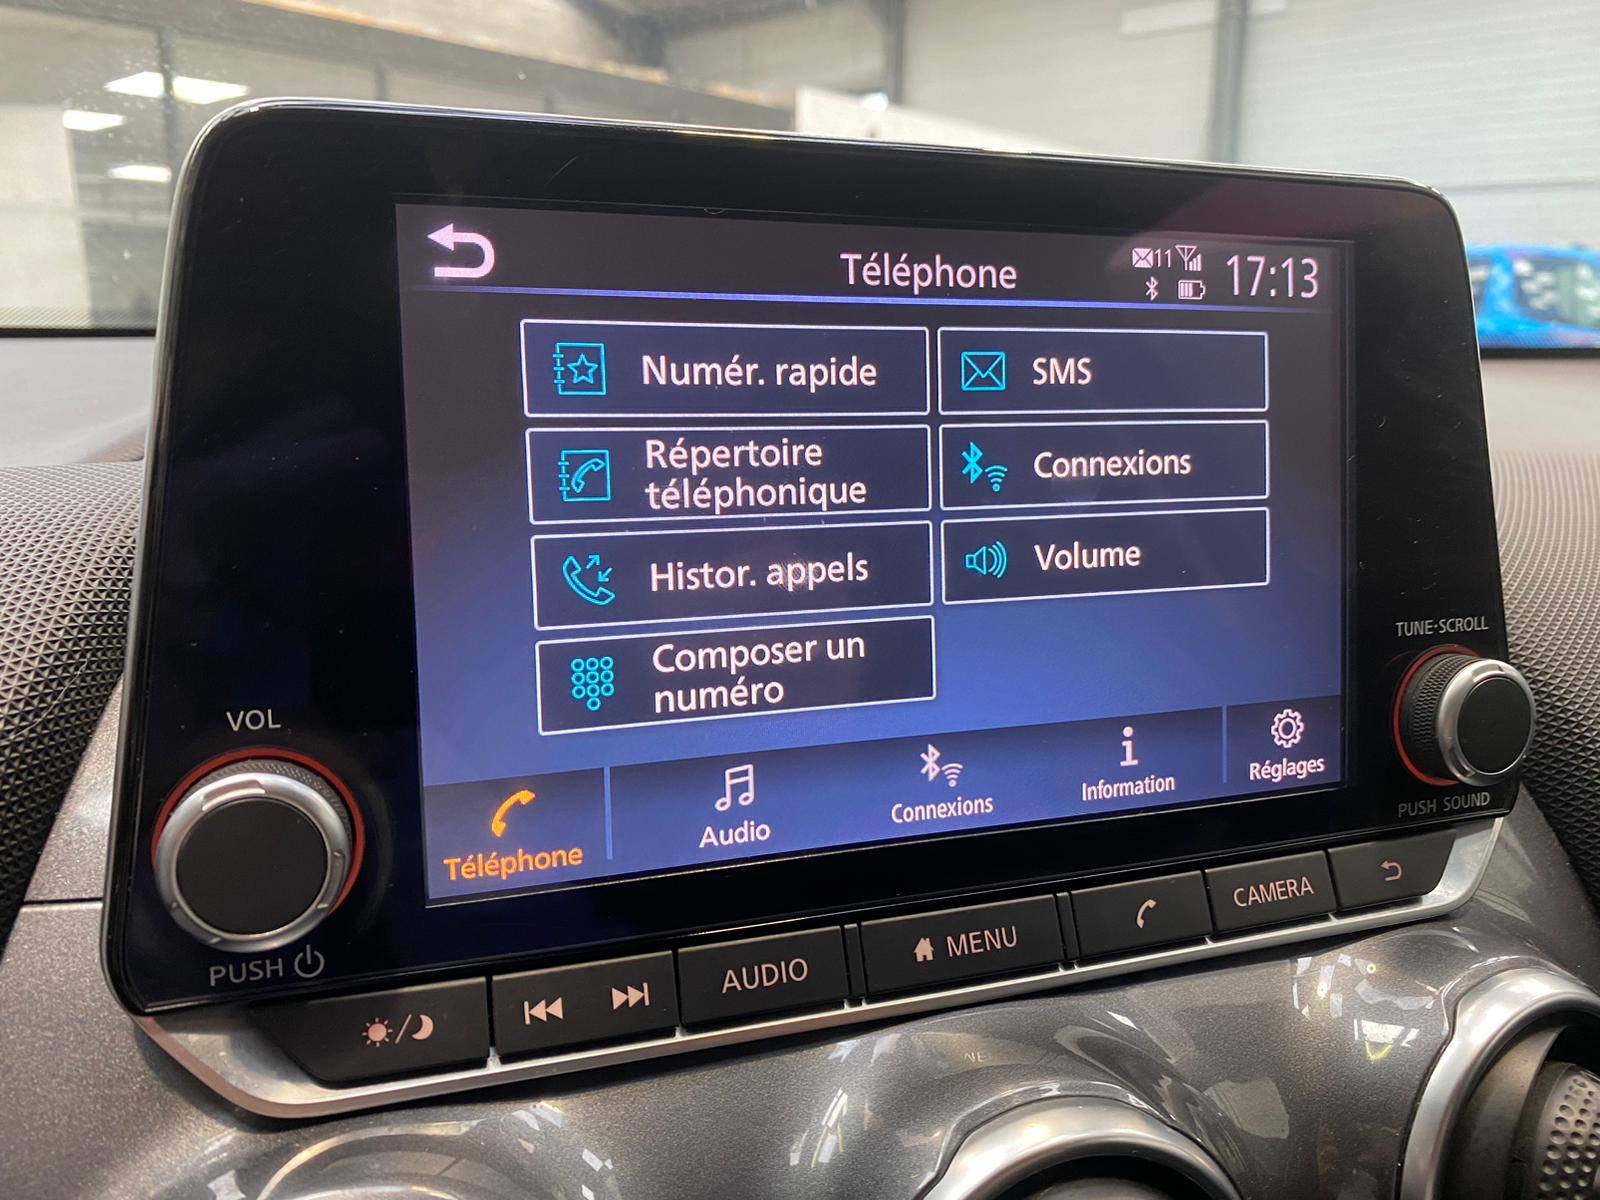 Téléphone
11
17:13
Numér. rapide
SMS
Répertoire
téléphonique
Connexions
Histor. appels
Volume
Composer un
numéro
Téléphone
Audio
Connexions
Information
Réglages
VOL
PUSH
TUNE·SCROLL
PUSH SOUND
AUDIO
MENU
CAMERA